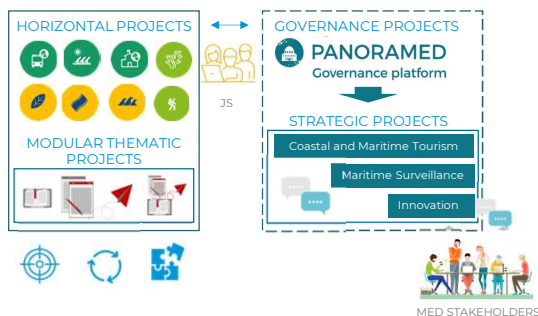 HORIZONTAL PROJECTS
MODULAR THEMATIC
PROJECTS
JS
GOVERNANCE PROJECTS
PANORAMED
Governance platform
STRATEGIC PROJECTS
Coastal and Maritime Tourism
Maritime Surveillance
Innovation
MED STAKEHOLDERS